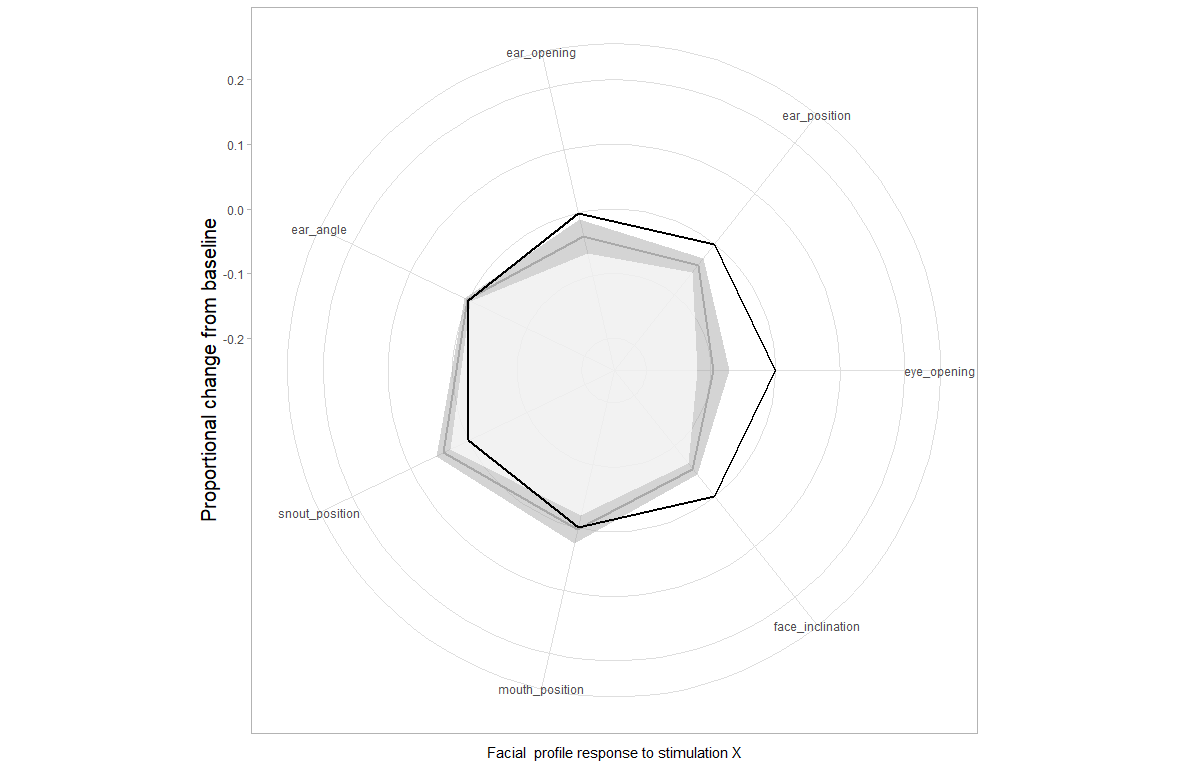 ear_opening
0.2
ear_position
0.1
0.0
ear_angle
-0.1
-0.2
eye_opening
Proportional change from baseline
snout_position
face_inclination
mouth_position
Facial  profile response to stimulation X